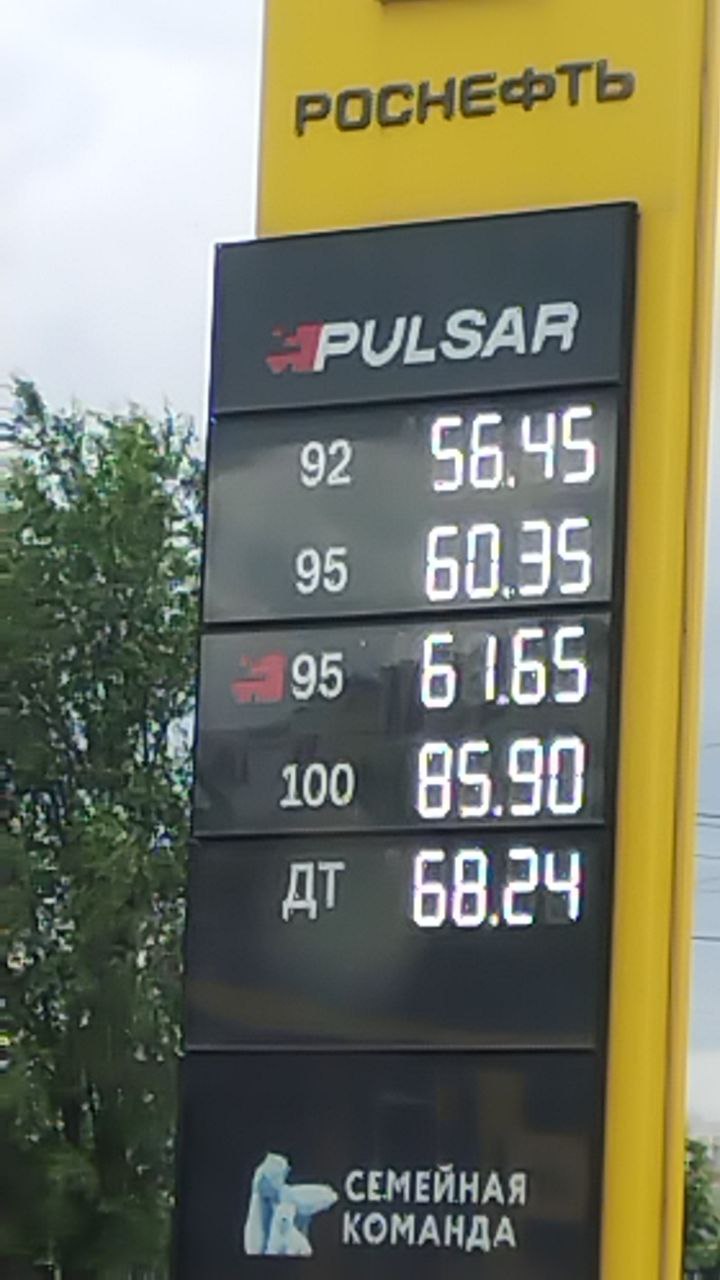 РОСНЕФТЬ
PULSAR
92 56.45
95 60.35
95 61.65
100 85.90
ДТ 68.24
СЕМЕЙНАЯ
КОМАНДА